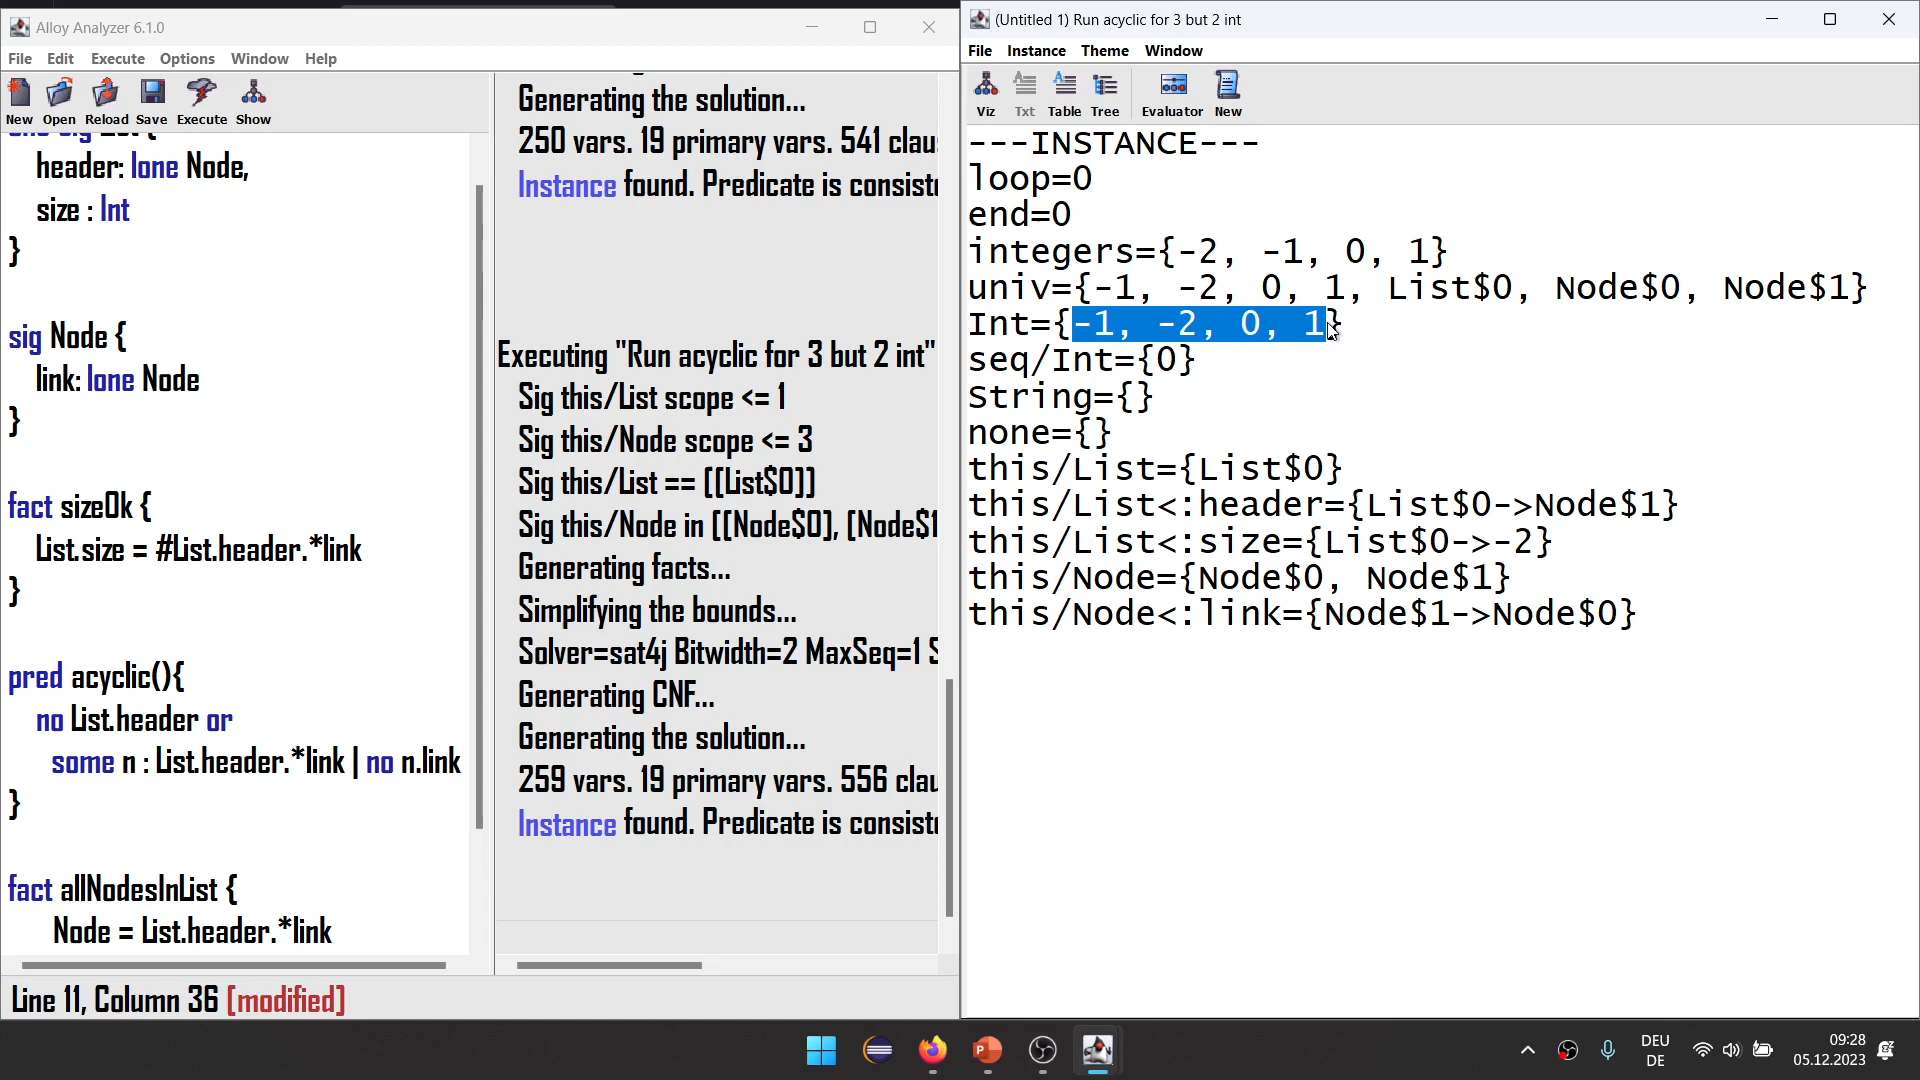 Alloy Analyzer 6.1.0
File Edit Execute Options Window Help
New Open Reload Save Execute Show
header: lone Node,
size : Int
}
sig Node {
link: lone Node
}
fact sizeOk {
List.size = #List.header.*link
}
pred acyclic(){
no List.header or
some n : List.header.*link | no n.link
}
fact allNodesInList {
Node = List.header.*link
Line 11, Column 36 [modified]
Generating the solution...
250 vars. 19 primary vars. 541 clau
Instance found. Predicate is consist
Executing "Run acyclic for 3 but 2 int"
Sig this/List scope <= 1
Sig this/Node scope <= 3
Sig this/List == [[List$0]]
Sig this/Node in [[Node$0], [Node$1
Generating facts...
Simplifying the bounds...
Solver=sat4j Bitwidth=2 MaxSeq=1 S
Generating CNF...
Generating the solution...
259 vars. 19 primary vars. 556 clau
Instance found. Predicate is consist
(Untitled 1) Run acyclic for 3 but 2 int
File Instance Theme Window
Viz Txt Table Tree Evaluator New
---INSTANCE---
loop=0
end=0
integers={-2, -1, 0, 1}
univ={-1, -2, 0, 1, List$0, Node$0, Node$1}
Int={-1, -2, 0, 1}
seq/Int={0}
String={}
none={}
this/List={List$0}
this/List<:header={List$0->Node$1}
this/List<:size={List$0->-2}
this/Node={Node$0, Node$1}
this/Node<:link={Node$1->Node$0}
DEU
DE
09:28
05.12.2023